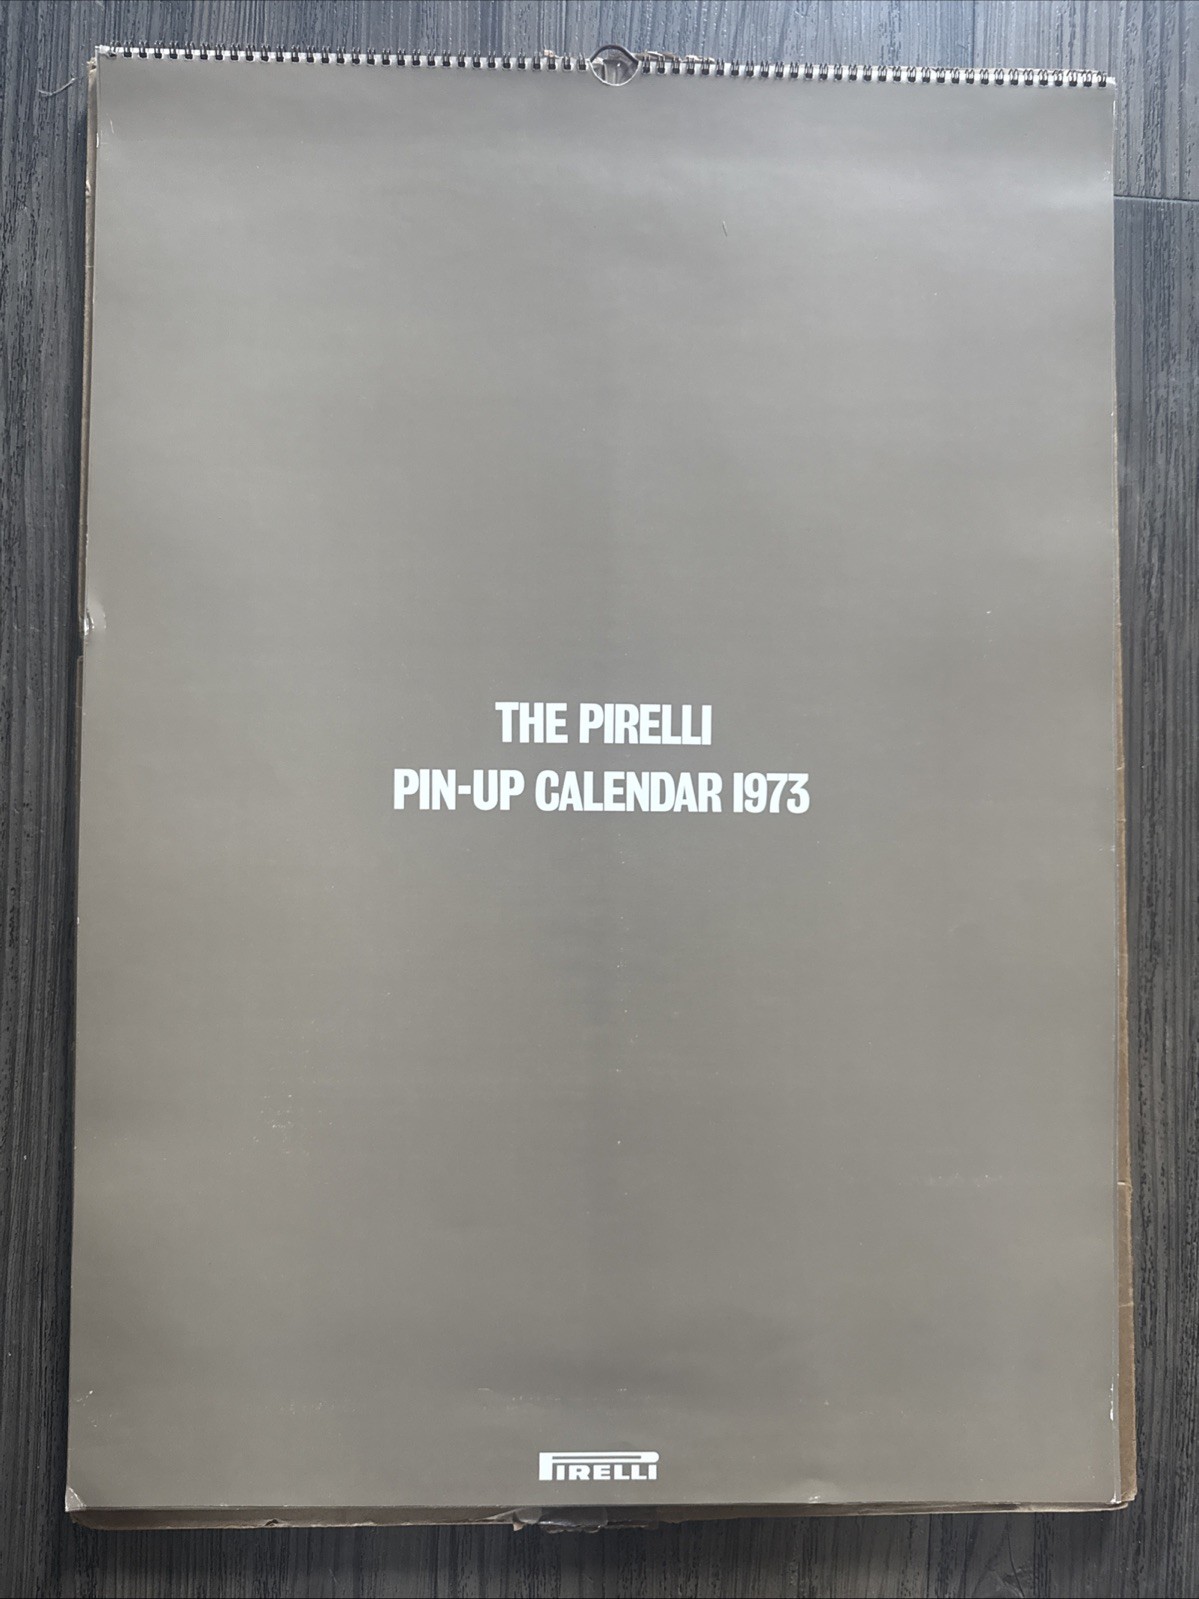 THE PIRELLI
PIN-UP CALENDAR 1973
PIRELLI